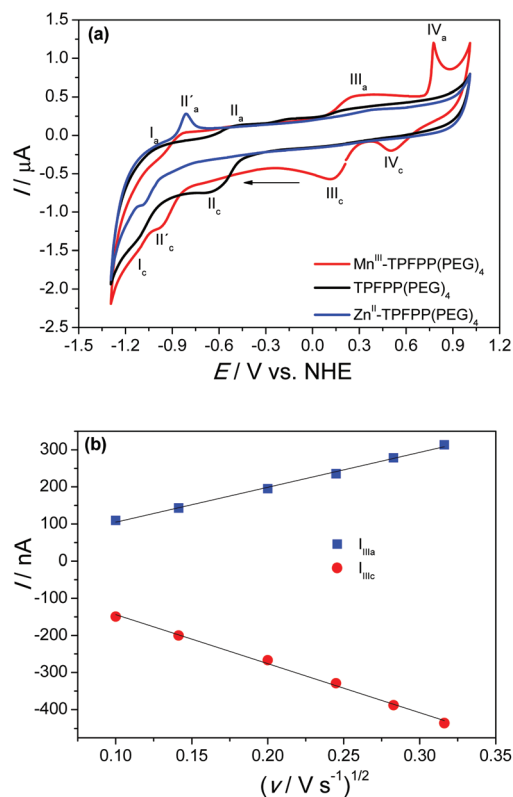 (a)
IVa
IIIa
II´a
IIa
Ia
IVc
IIIc
IIc
II´c
Ic
MnIII-TPFPP(PEG)4
TPFPP(PEG)4
ZnII-TPFPP(PEG)4
1.5
1.0
0.5
0.0
-0.5
-1.0
-1.5
-2.0
-2.5
I / µA
-1.5 -1.2 -0.9 -0.6 -0.3 0.0 0.3 0.6 0.9 1.2
E / V vs. NHE
(b)
300
200
100
0
-100
-200
-300
-400
I / nA
IIIIa
IIIIc
0.10 0.15 0.20 0.25 0.30 0.35
(v / V s-1)1/2